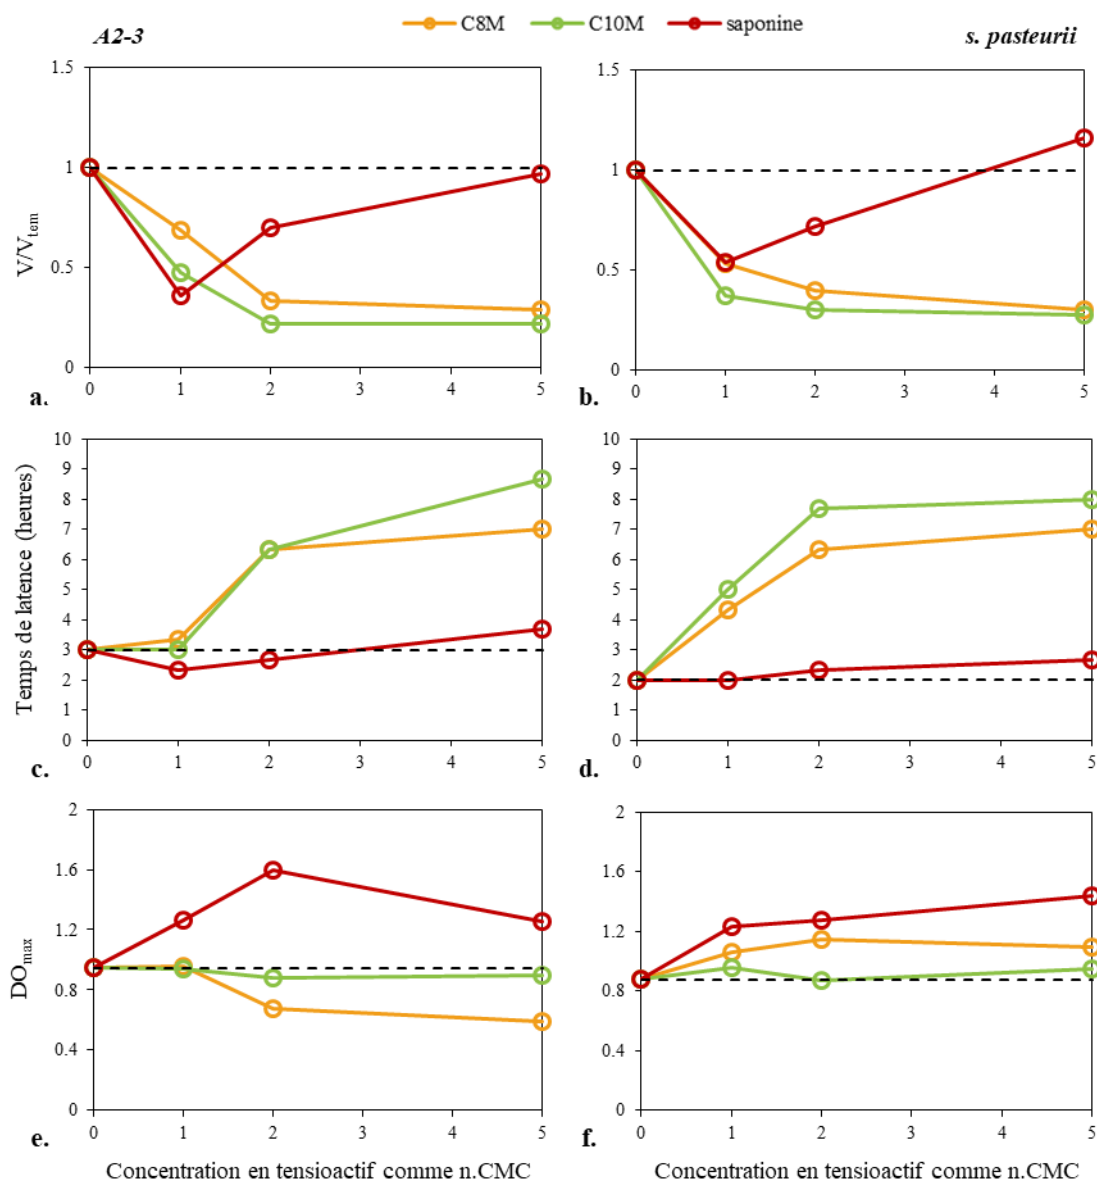 C8M C10M saponine
A2-3 s. pasteurii
V/Vtem
1.5
1
0.5
0
0 1 2 3 4 5
a.
1.5
1
0.5
0
0 1 2 3 4 5
b.
Temps de latence (heures)
10
9
8
7
6
5
4
3
2
1
0
0 1 2 3 4 5
c.
10
9
8
7
6
5
4
3
2
1
0
0 1 2 3 4 5
d.
DOmax
2
1.6
1.2
0.8
0.4
0
0 1 2 3 4 5
e.
2
1.6
1.2
0.8
0.4
0
0 1 2 3 4 5
f.
Concentration en tensioactif comme n.CMC
Concentration en tensioactif comme n.CMC